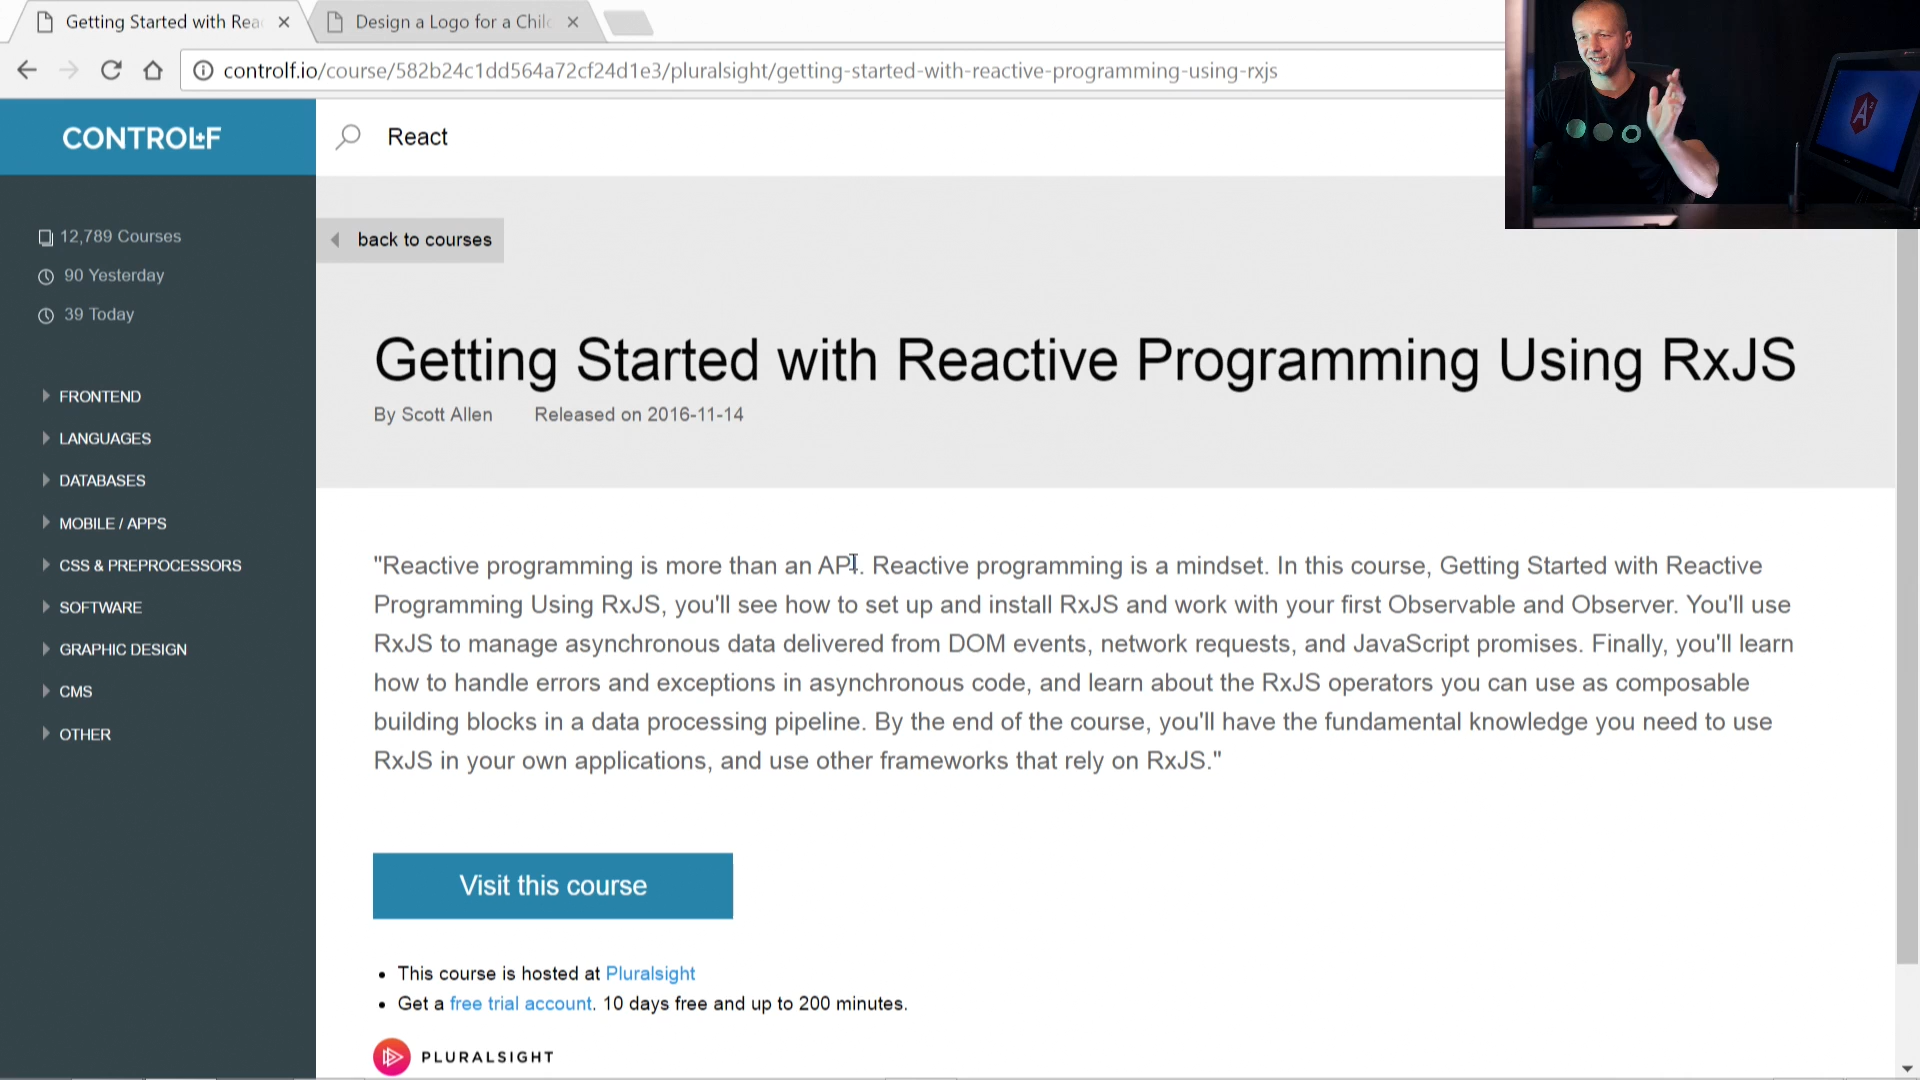 Getting Started with Rea
Design a Logo for a Chil
controlf.io/course/582b24c1dd564a72cf24d1e3/pluralsight/getting-started-with-reactive-programming-using-rxjs
CONTROL+F
React
12,789 Courses
90 Yesterday
39 Today
FRONTEND
LANGUAGES
DATABASES
MOBILE / APPS
CSS & PREPROCESSORS
SOFTWARE
GRAPHIC DESIGN
CMS
OTHER
back to courses
Getting Started with Reactive Programming Using RxJS
By Scott Allen Released on 2016-11-14
"Reactive programming is more than an API. Reactive programming is a mindset. In this course, Getting Started with Reactive
Programming Using RxJS, you'll see how to set up and install RxJS and work with your first Observable and Observer. You'll use
RxJS to manage asynchronous data delivered from DOM events, network requests, and JavaScript promises. Finally, you'll learn
how to handle errors and exceptions in asynchronous code, and learn about the RxJS operators you can use as composable
building blocks in a data processing pipeline. By the end of the course, you'll have the fundamental knowledge you need to use
RxJS in your own applications, and use other frameworks that rely on RxJS."
Visit this course
This course is hosted at Pluralsight
Get a free trial account. 10 days free and up to 200 minutes.
PLURALSIGHT
A2